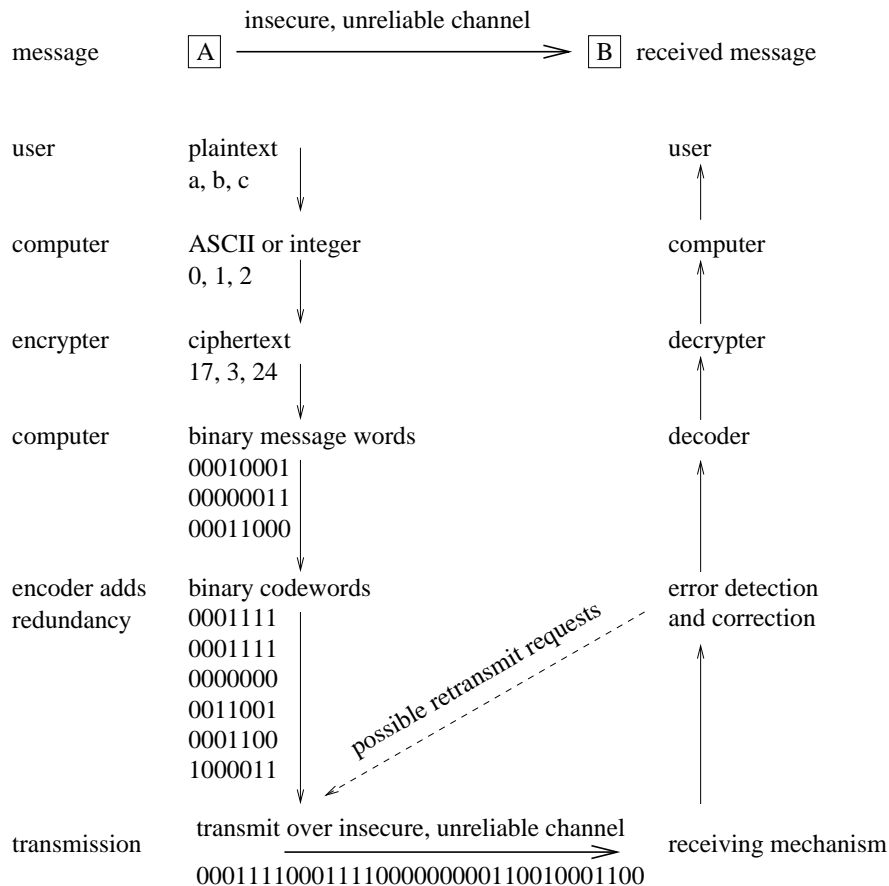 insecure, unreliable channel
message A B received message
user plaintext user
a, b, c
computer ASCII or integer computer
0, 1, 2
encrypter ciphertext decrypter
17, 3, 24
computer binary message words decoder
00010001
00000011
00011000
encoder adds binary codewords error detection
redundancy 0001111 and correction
0001111
0000000
0011001
0001100
1000011
possible retransmit requests
transmit over insecure, unreliable channel
transmission receiving mechanism
00011110001111000000000110010001100